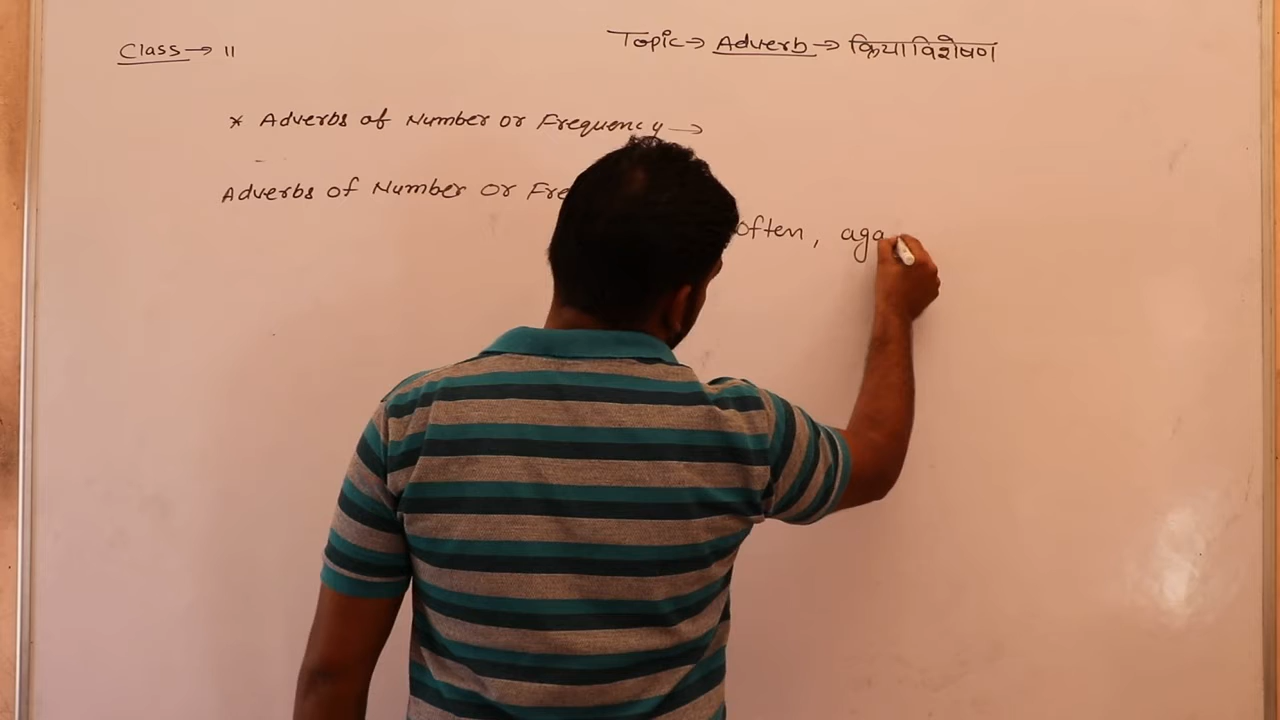 Class → 11
Topic → Adverb → क्रिया विशेषण
* Adverbs of Number or Frequency →
Adverbs of Number or Fre
often, aga